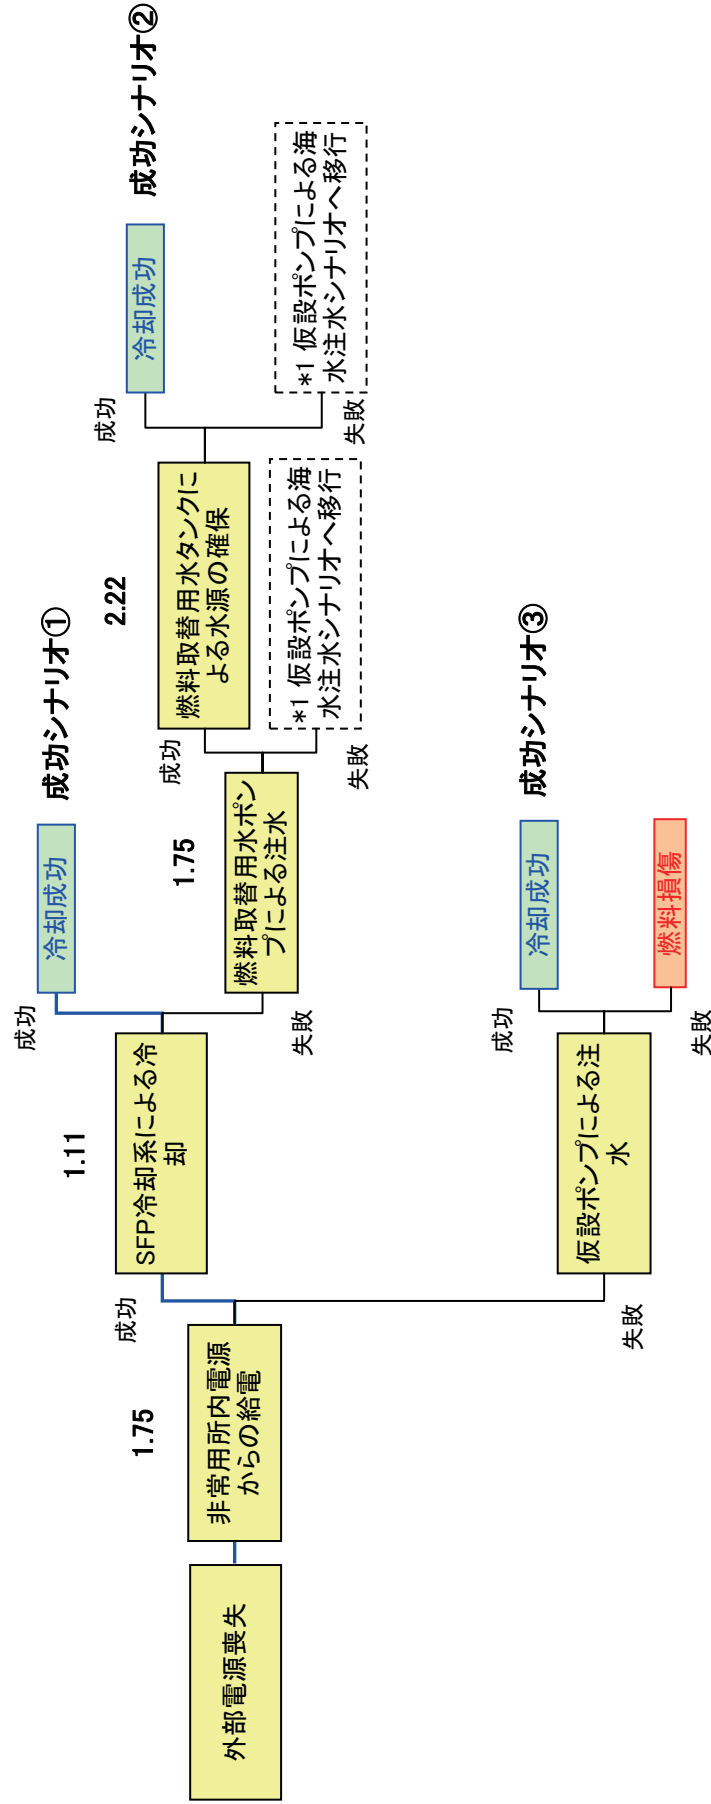 外部電源喪失
1.75
非常用所内電源
からの給電
成功
失敗
1.11
SFP冷却系による冷
却
成功
失敗
冷却成功
成功シナリオ①
1.75
燃料取替用水ポン
プによる注水
成功
失敗
2.22
燃料取替用水タンクに
よる水源の確保
*1 仮設ポンプによる海
水注水シナリオへ移行
成功
失敗
冷却成功
成功シナリオ②
*1 仮設ポンプによる海
水注水シナリオへ移行
仮設ポンプによる注
水
成功
失敗
冷却成功
成功シナリオ③
燃料損傷